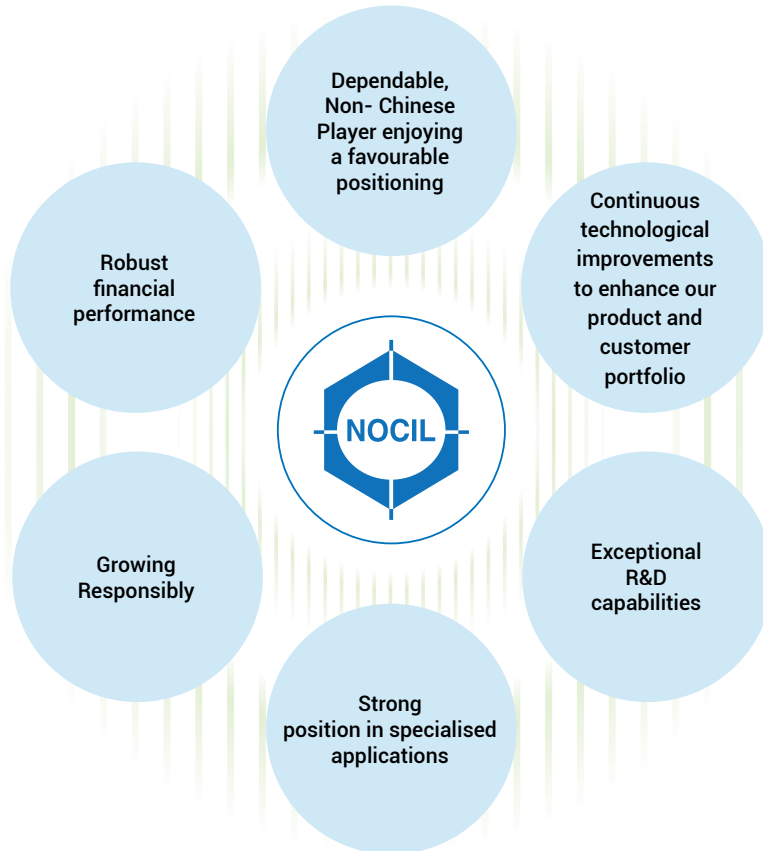 Dependable,
Non- Chinese
Player enjoying
a favourable
positioning
Continuous
technological
improvements
to enhance our
product and
customer
portfolio
Robust
financial
performance
NOCIL
Growing
Responsibly
Exceptional
R&D
capabilities
Strong
position in specialised
applications